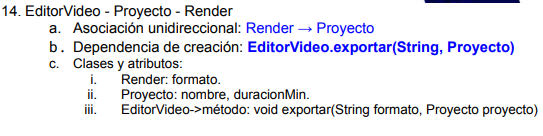 14. EditorVideo - Proyecto - Render
a. Asociación unidireccional: Render → Proyecto
b. Dependencia de creación: EditorVideo.exportar(String, Proyecto)
c. Clases y atributos:
i. Render: formato.
ii. Proyecto: nombre, duracionMin.
iii. EditorVideo->método: void exportar(String formato, Proyecto proyecto)